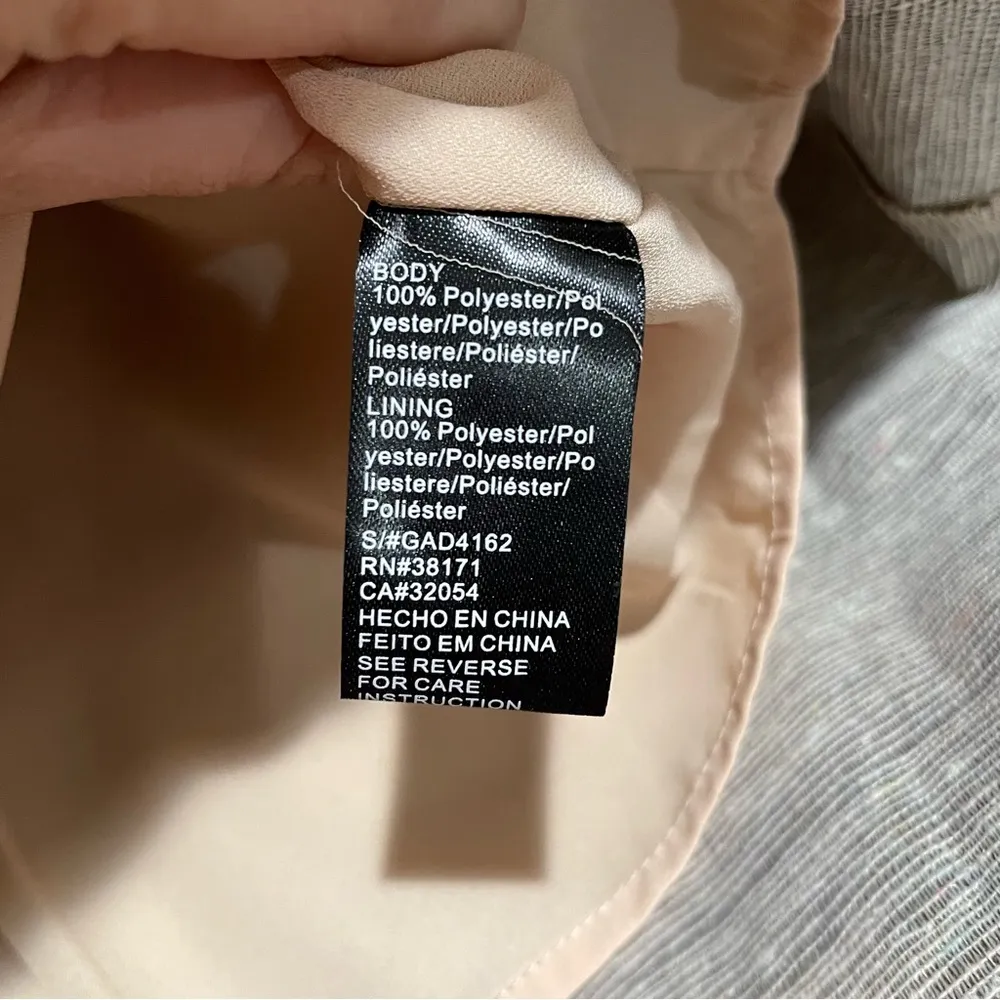 BODY
100% Polyester/Pol
yester/Polyester/Po
liestere/Poliéster/
Poliéster
LINING
100% Polyester/Pol
yester/Polyester/Po
liestere/Poliéster/
Poliéster
S/#GAD4162
RN#38171
CA#32054
HECHO EN CHINA
FEITO EM CHINA
SEE REVERSE
FOR CARE
INSTRUCTION